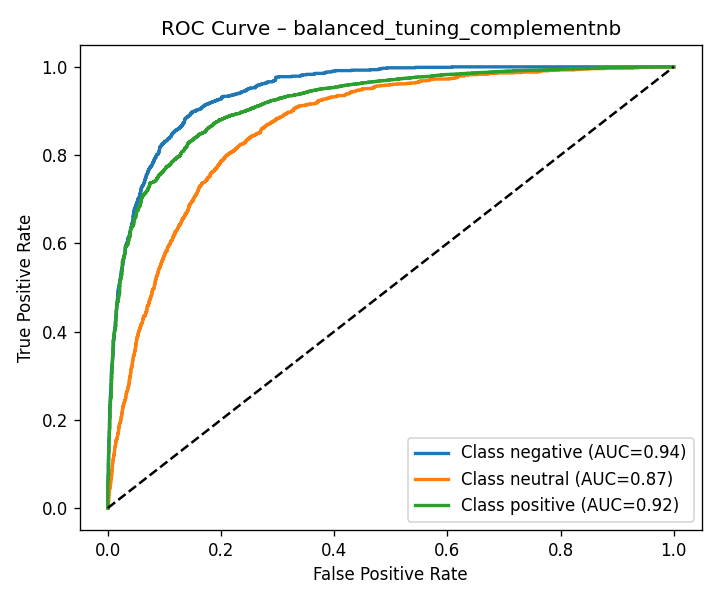 ROC Curve – balanced_tuning_complementnb
True Positive Rate
1.0
0.8
0.6
0.4
0.2
0.0
0.0 0.2 0.4 0.6 0.8 1.0
False Positive Rate
Class negative (AUC=0.94)
Class neutral (AUC=0.87)
Class positive (AUC=0.92)